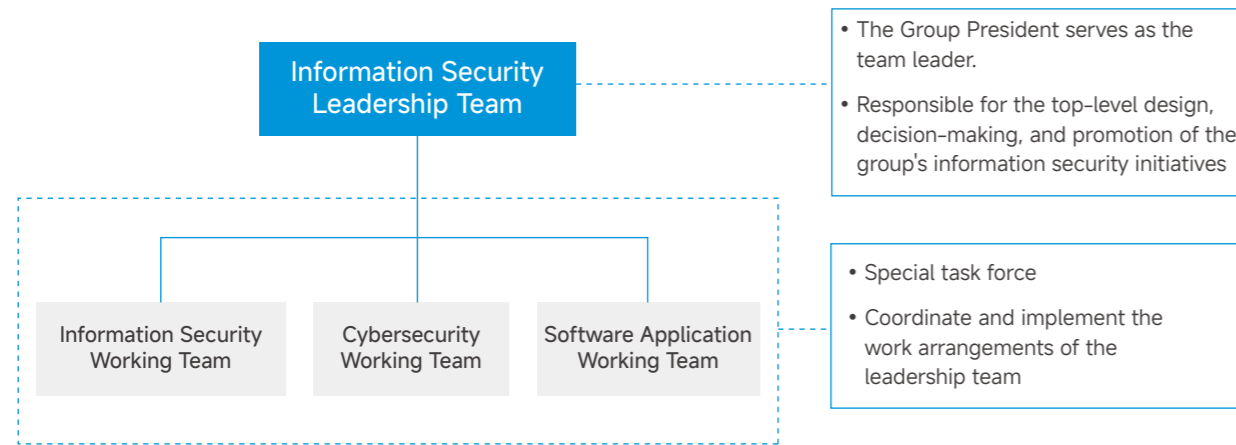 Information Security
Leadership Team
• The Group President serves as the
team leader.
• Responsible for the top-level design,
decision-making, and promotion of the
group's information security initiatives
Information Security
Working Team
Cybersecurity
Working Team
Software Application
Working Team
• Special task force
• Coordinate and implement the
work arrangements of the
leadership team